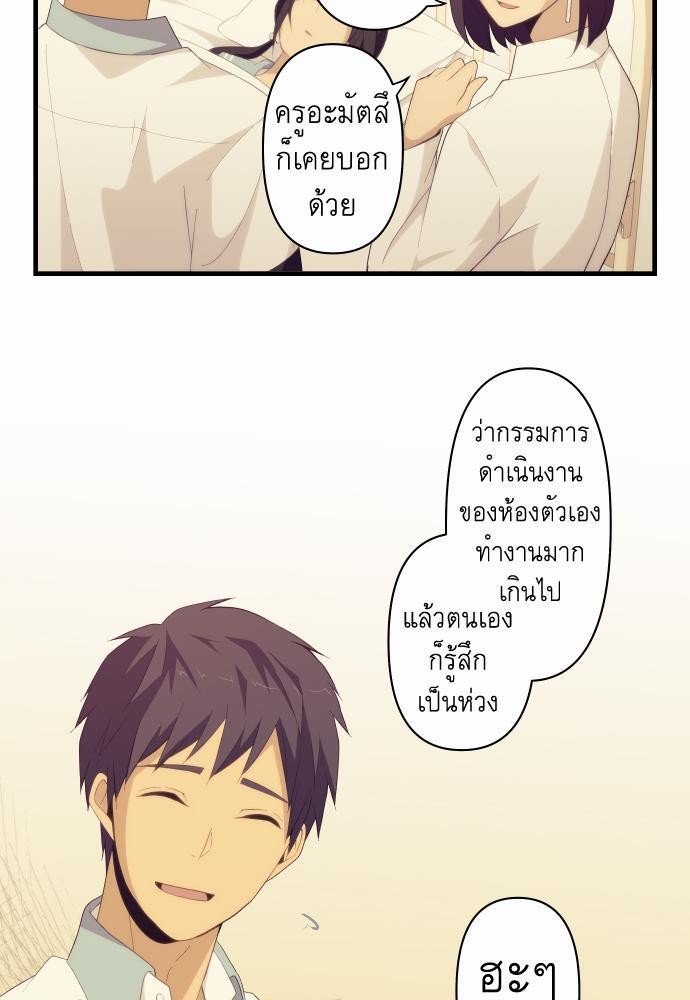 ครูอะมัตสึ
ก็เคยบอก
ด้วย
ว่ากรรมการ
ดำเนินงาน
ของห้องตัวเอง
ทำงานมาก
เกินไป
แล้วตนเอง
ก็รู้สึก
เป็นห่วง
ฮะๆ